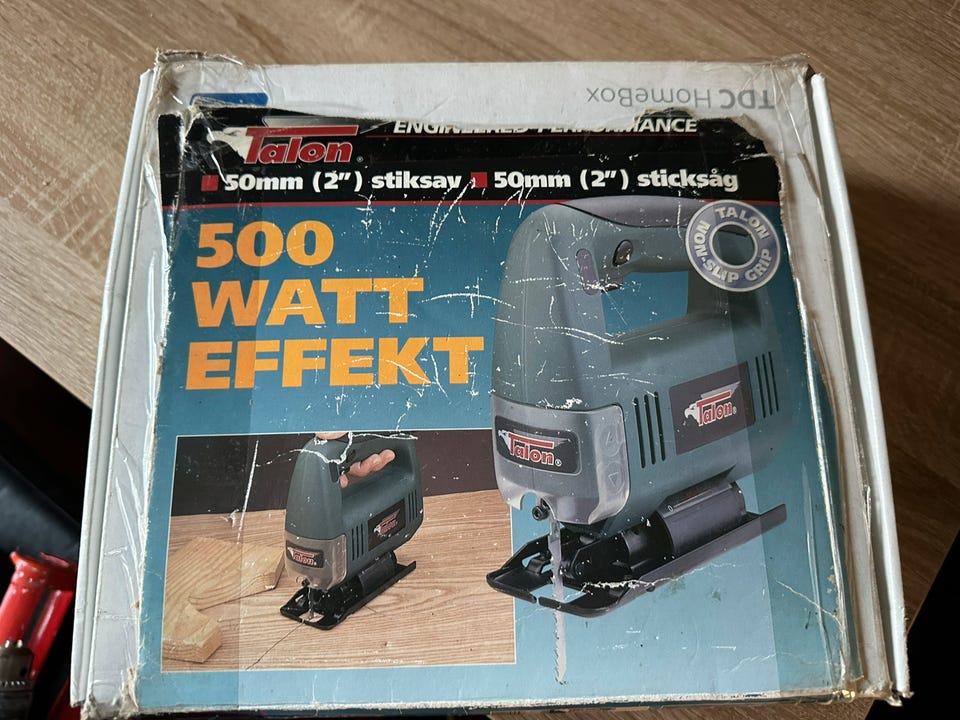 TDC HomeBox
ENGINEERED PERFORMANCE
Talon®
50mm (2") stiksav 50mm (2") sticksåg
500
WATT
EFFEKT
TALON
NON-SLIP GRIP
Talon®
Talon®
Talon
Talon